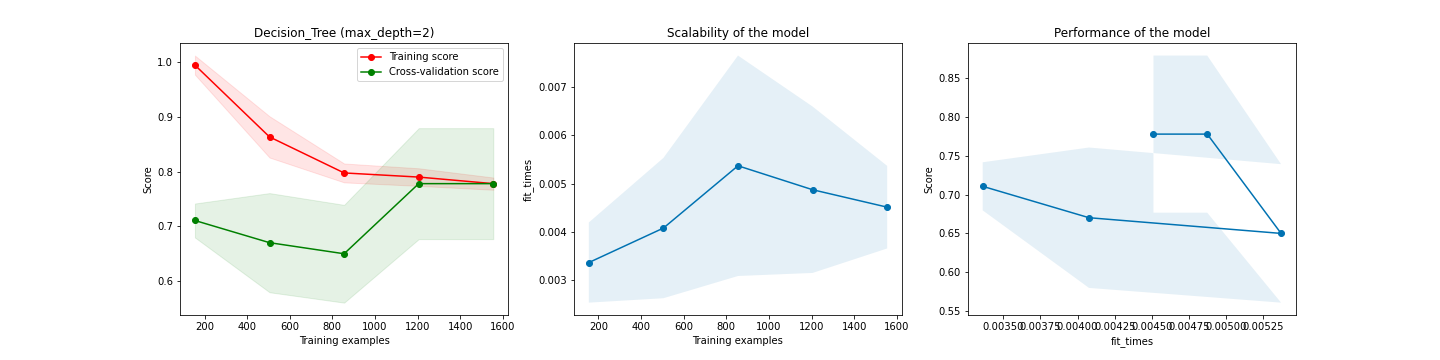 Decision_Tree (max_depth=2)
Training score
Cross-validation score
1.0
0.9
0.8
0.7
0.6
Score
200 400 600 800 1000 1200 1400 1600
Training examples
Scalability of the model
0.007
0.006
0.005
0.004
0.003
fit_times
200 400 600 800 1000 1200 1400 1600
Training examples
Performance of the model
0.85
0.80
0.75
0.70
0.65
0.60
0.55
Score
0.00350 0.00375 0.00400 0.00425 0.00450 0.00475 0.00500 0.00525
fit_times